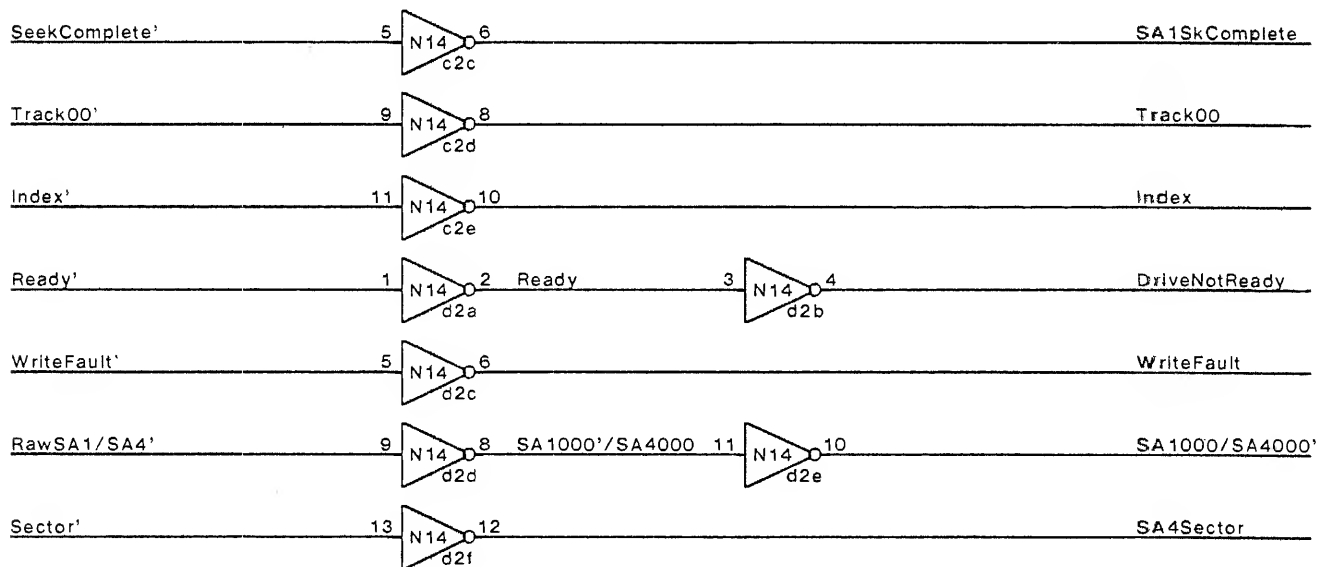 SeekComplete' 5 N14 6 SA1SkComplete
c2c
Track00' 9 N14 8 Track00
c2d
Index' 11 N14 10 Index
c2e
Ready' 1 N14 2 Ready 3 N14 4 DriveNotReady
d2a d2b
WriteFault' 5 N14 6 WriteFault
d2c
RawSA1/SA4' 9 N14 8 SA1000'/SA4000 11 N14 10 SA1000/SA4000'
d2d d2e
Sector' 13 N14 12 SA4Sector
d2f